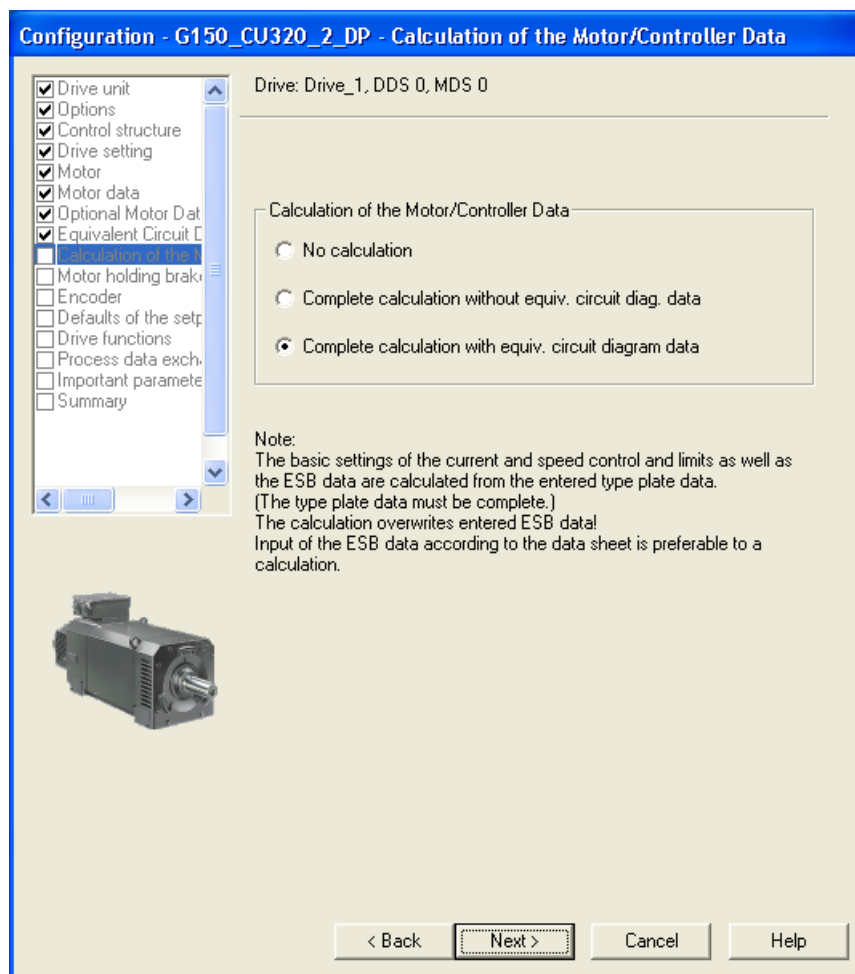 Configuration - G150_CU320_2_DP - Calculation of the Motor/Controller Data
Drive unit
Options
Control structure
Drive setting
Motor
Motor data
Optional Motor Dat
Equivalent Circuit D
Calculation of the M
Motor holding brak
Encoder
Defaults of the setp
Drive functions
Process data exch
Important paramete
Summary
Drive: Drive_1, DDS 0, MDS 0
Calculation of the Motor/Controller Data
No calculation
Complete calculation without equiv. circuit diag. data
Complete calculation with equiv. circuit diagram data
Note:
The basic settings of the current and speed control and limits as well as
the ESB data are calculated from the entered type plate data.
(The type plate data must be complete.)
The calculation overwrites entered ESB data!
Input of the ESB data according to the data sheet is preferable to a
calculation.
< Back
Next >
Cancel
Help